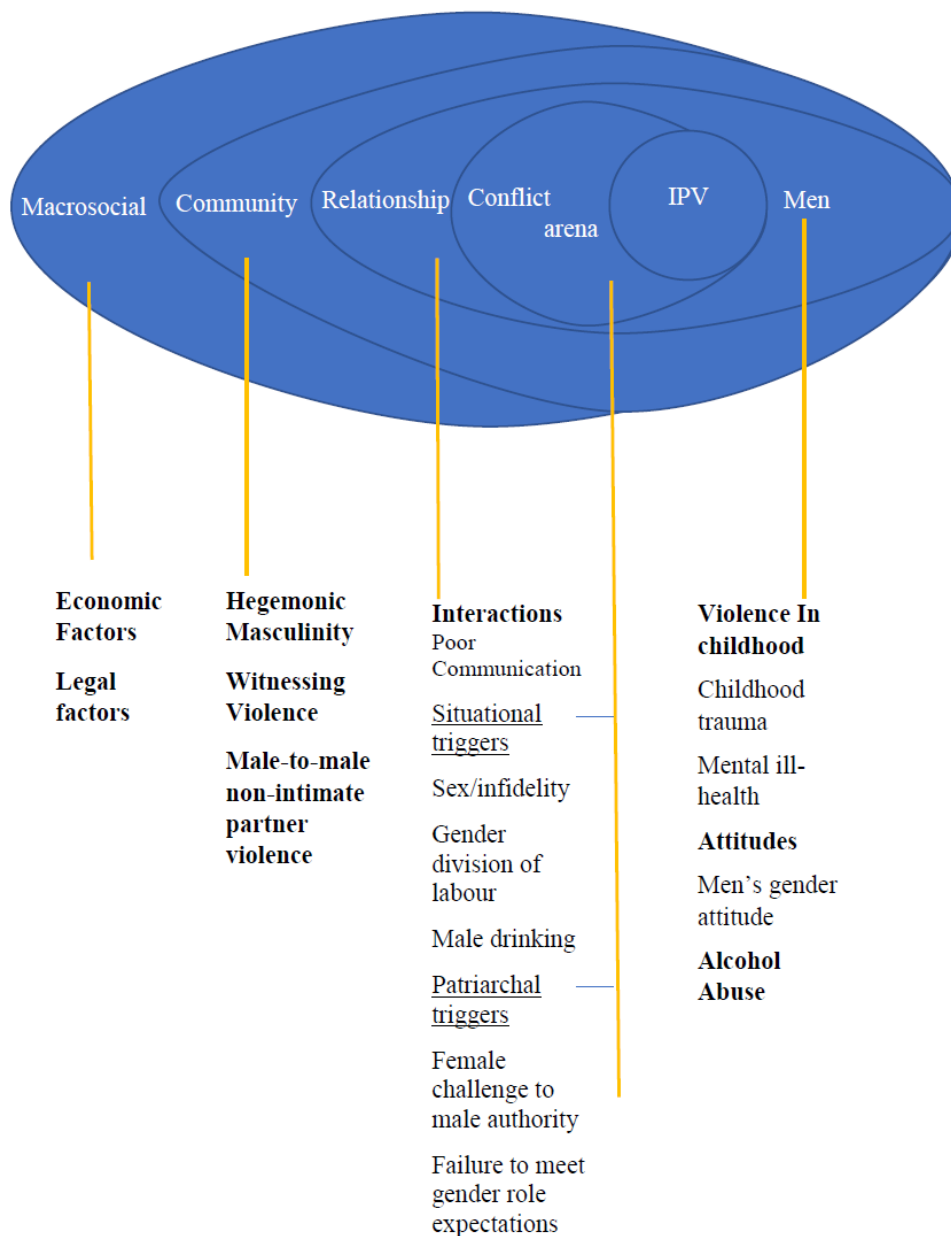 Macrosocial
Community
Relationship
Conflict
arena
IPV
Men
Economic
Factors
Legal
factors
Hegemonic
Masculinity
Witnessing
Violence
Male-to-male
non-intimate
partner
violence
Interactions
Poor
Communication
Situational
triggers
Sex/infidelity
Gender
division of
labour
Male drinking
Patriarchal
triggers
Female
challenge to
male authority
Failure to meet
gender role
expectations
Violence In
childhood
Childhood
trauma
Mental ill-
health
Attitudes
Men’s gender
attitude
Alcohol
Abuse